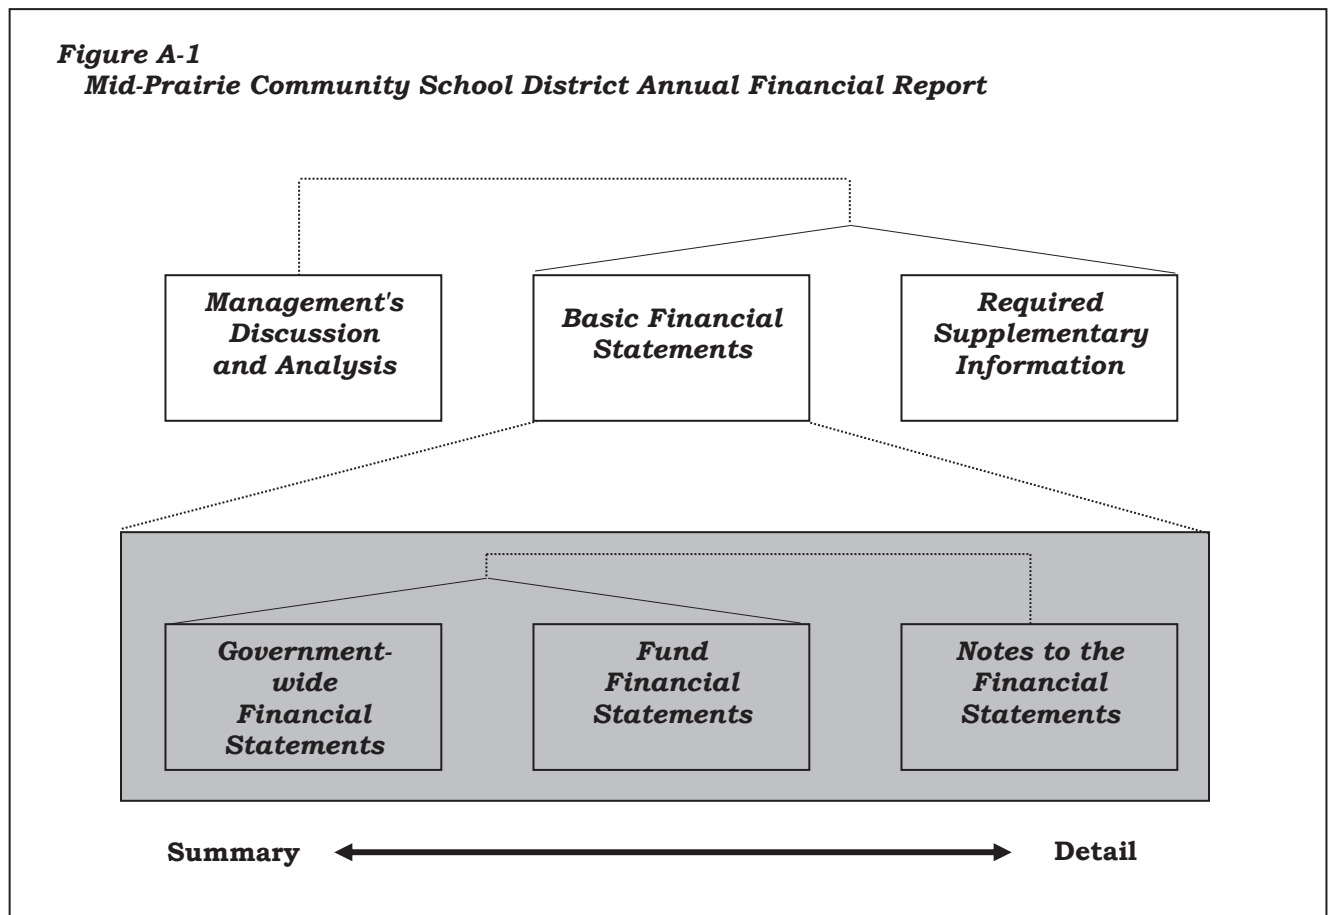 Figure A-1
Mid-Prairie Community School District Annual Financial Report
Management's
Discussion
and Analysis
Basic Financial
Statements
Required
Supplementary
Information
Government-
wide
Financial
Statements
Fund
Financial
Statements
Notes to the
Financial
Statements
Summary
Detail